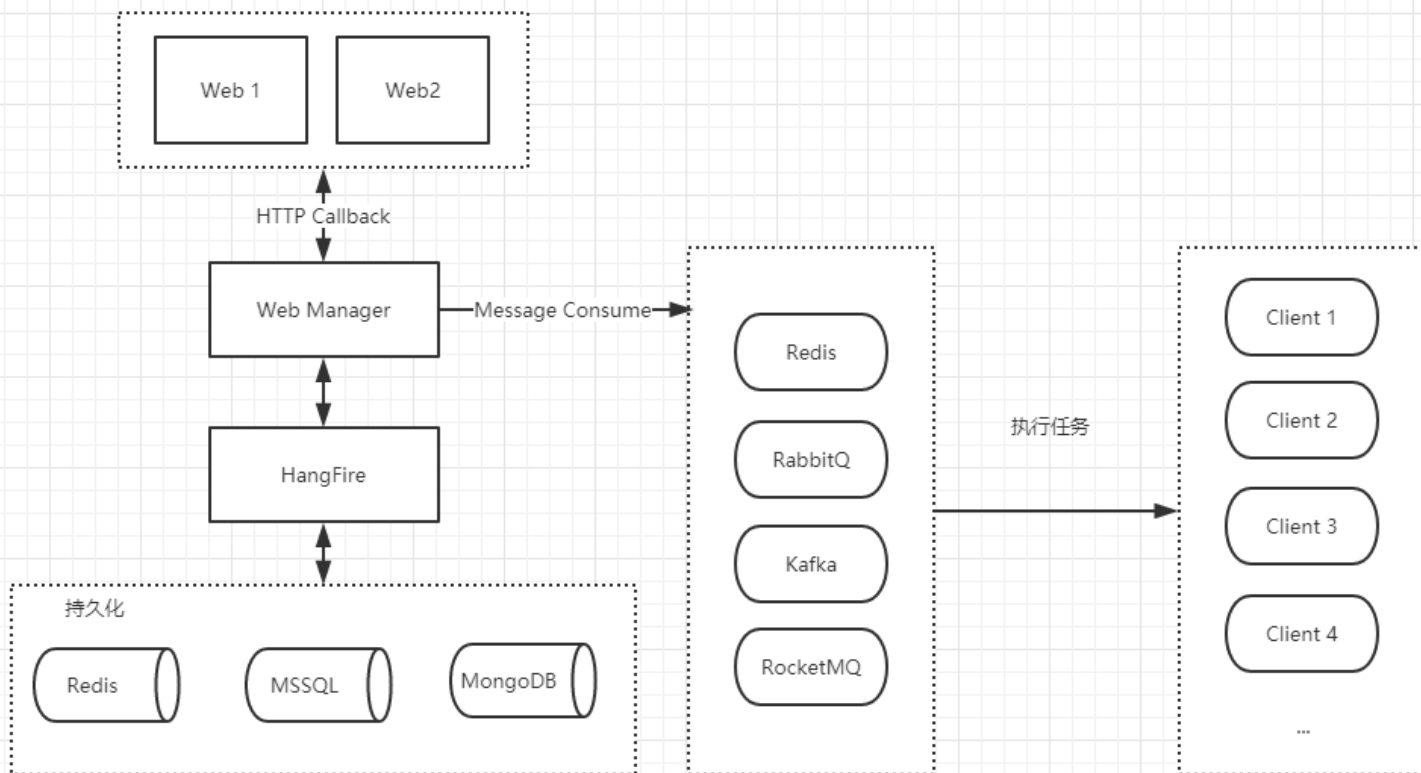 Web 1
Web2
HTTP Callback
Web Manager
Message Consume
HangFire
持久化
Redis
MSSQL
MongoDB
Redis
RabbitQ
Kafka
RocketMQ
执行任务
Client 1
Client 2
Client 3
Client 4
...